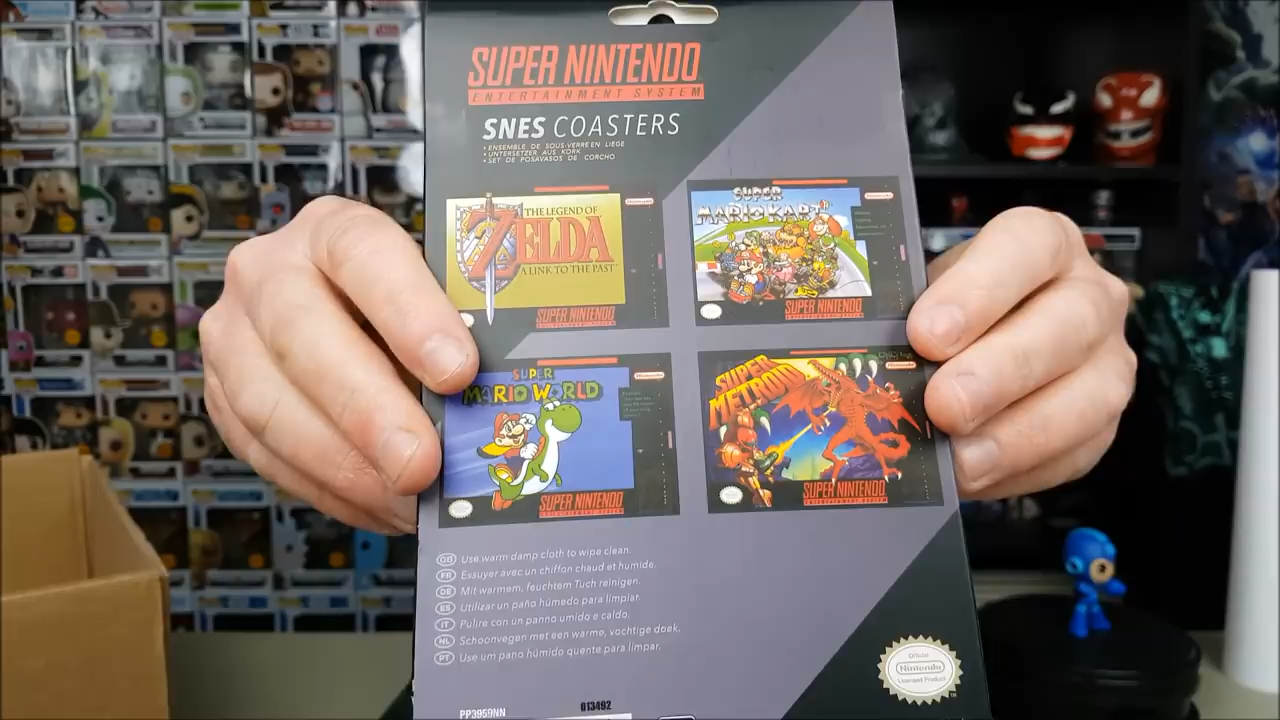 SUPER NINTENDO
ENTERTAINMENT SYSTEM
SNES COASTERS
• ENSEMBLE DE SOUS-VERRE EN LIEGE
• UNTERSETZER AUS KORK
• SET DE POSAVASOS DE CORCHO
THE LEGEND OF
ZELDA
A LINK TO THE PAST
Nintendo
SUPER NINTENDO
SUPER
MARIO KART
Nintendo
SUPER NINTENDO
SUPER
MARIO WORLD
Nintendo
SUPER NINTENDO
SUPER
METROID
Nintendo
SUPER NINTENDO
GB Use warm damp cloth to wipe clean.
FR Essuyer avec un chiffon chaud et humide.
DE Mit warmem, feuchtem Tuch reinigen.
ES Utilizar un paño húmedo para limpiar.
IT Pulire con un panno umido e caldo.
NL Schoonvegen met een warme, vochtige doek.
PT Use um pano húmido quente para limpar.
Official
Nintendo
Licensed Product
PP3959NN
013492